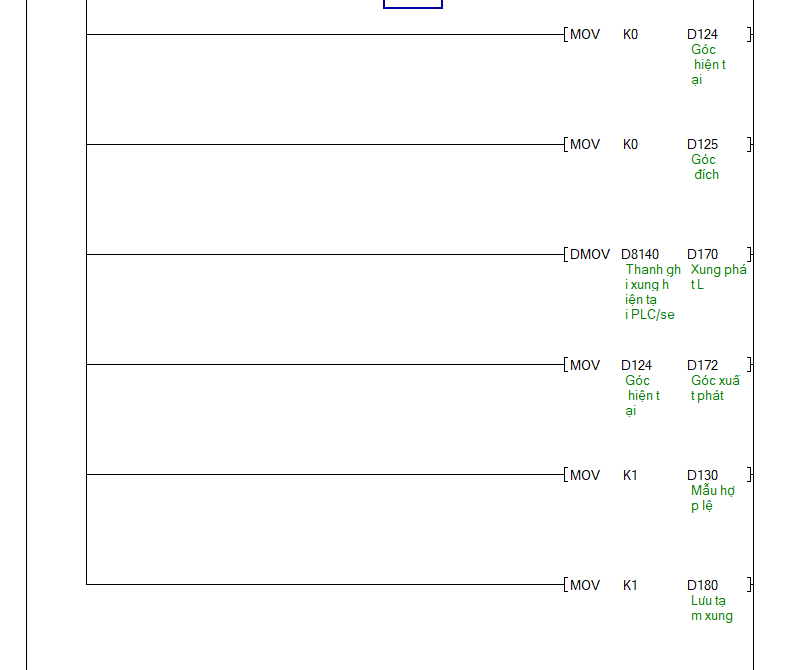 MOV K0 D124
Góc
hiện t
ại
MOV K0 D125
Góc
đích
DMOV D8140 D170
Thanh gh Xung phá
i xung h t L
iện tạ
i PLC/se
MOV D124 D172
Góc Góc xuấ
hiện t t phát
ại
MOV K1 D130
Mẫu hợ
p lệ
MOV K1 D180
Lưu tạ
m xung